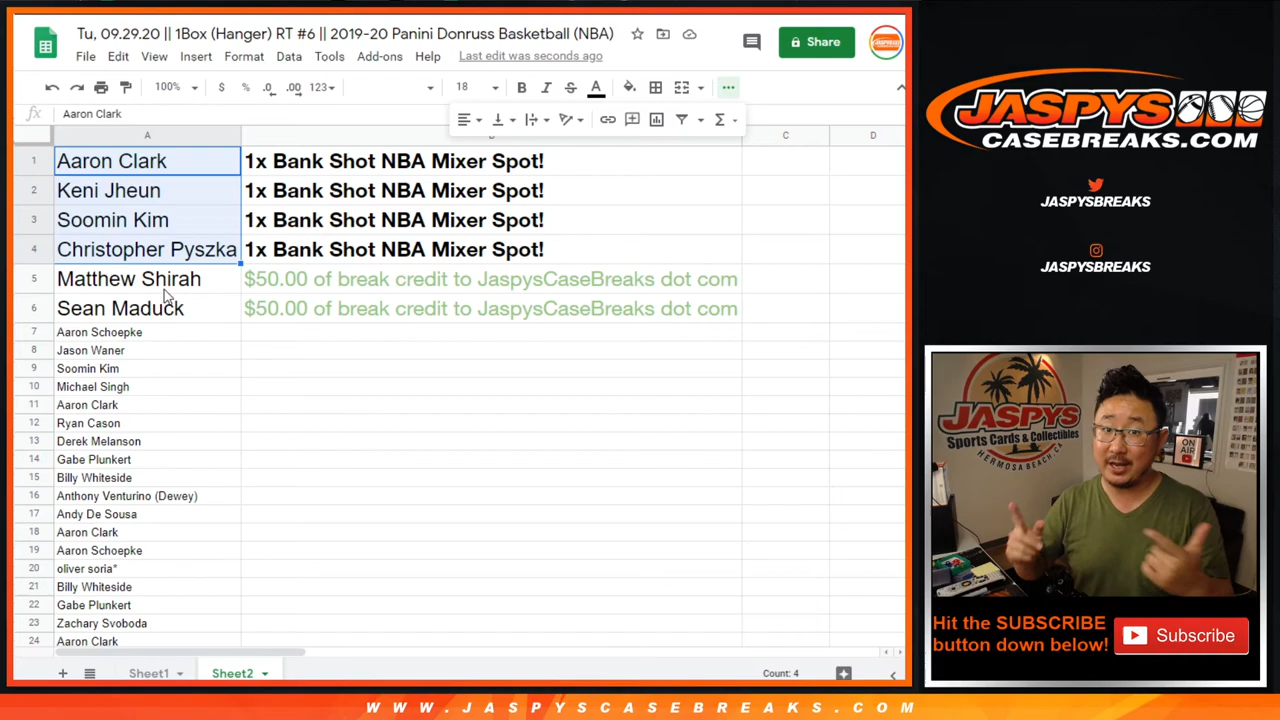 Tu, 09.29.20 || 1Box (Hanger) RT #6 || 2019-20 Panini Donruss Basketball (NBA)
File Edit View Insert Format Data Tools Add-ons Help Last edit was seconds ago
Share
100% $ % .0 .00 123 18 B I S A
fx Aaron Clark
A C D
1 Aaron Clark 1x Bank Shot NBA Mixer Spot!
2 Keni Jheun 1x Bank Shot NBA Mixer Spot!
3 Soomin Kim 1x Bank Shot NBA Mixer Spot!
4 Christopher Pyszka 1x Bank Shot NBA Mixer Spot!
5 Matthew Shirah $50.00 of break credit to JaspysCaseBreaks dot com
6 Sean Maduck $50.00 of break credit to JaspysCaseBreaks dot com
7 Aaron Schoepke
8 Jason Waner
9 Soomin Kim
10 Michael Singh
11 Aaron Clark
12 Ryan Cason
13 Derek Melanson
14 Gabe Plunkert
15 Billy Whiteside
16 Anthony Venturino (Dewey)
17 Andy De Sousa
18 Aaron Clark
19 Aaron Schoepke
20 oliver soria*
21 Billy Whiteside
22 Gabe Plunkert
23 Zachary Svoboda
24 Aaron Clark
Sheet1 Sheet2 Count: 4
JASPYS
CASEBREAKS.COM
JASPYSBREAKS
JASPYSBREAKS
JASPYS
Sports Cards & Collectibles
HERMOSA BEACH, CA
ON AIR
Hit the SUBSCRIBE
button down below!
Subscribe
WWW.JASPYSCASEBREAKS.COM